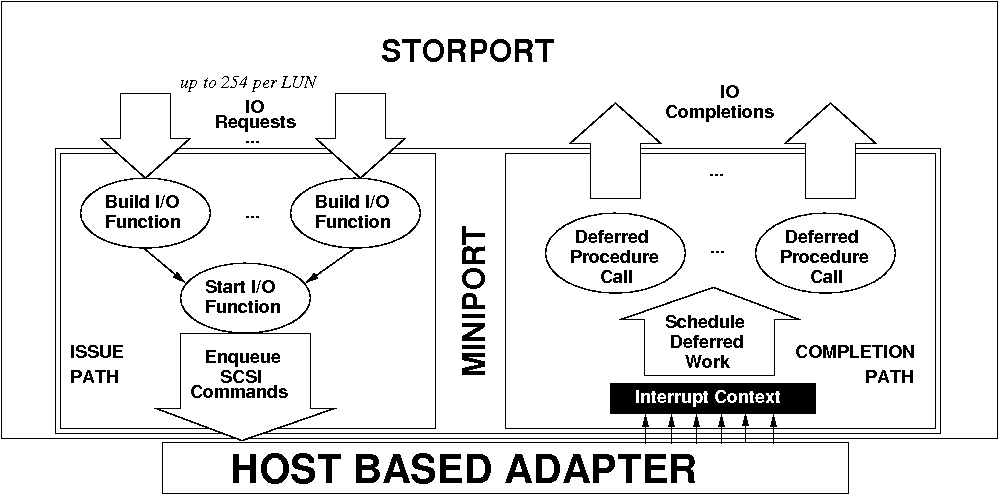 STORPORT
up to 254 per LUN
IO
Requests
...
IO
Completions
...
Build I/O
Function
...
Build I/O
Function
Start I/O
Function
Enqueue
SCSI
Commands
ISSUE
PATH
MINIPORT
Deferred
Procedure
Call
...
Deferred
Procedure
Call
Schedule
Deferred
Work
COMPLETION
PATH
Interrupt Context
HOST BASED ADAPTER